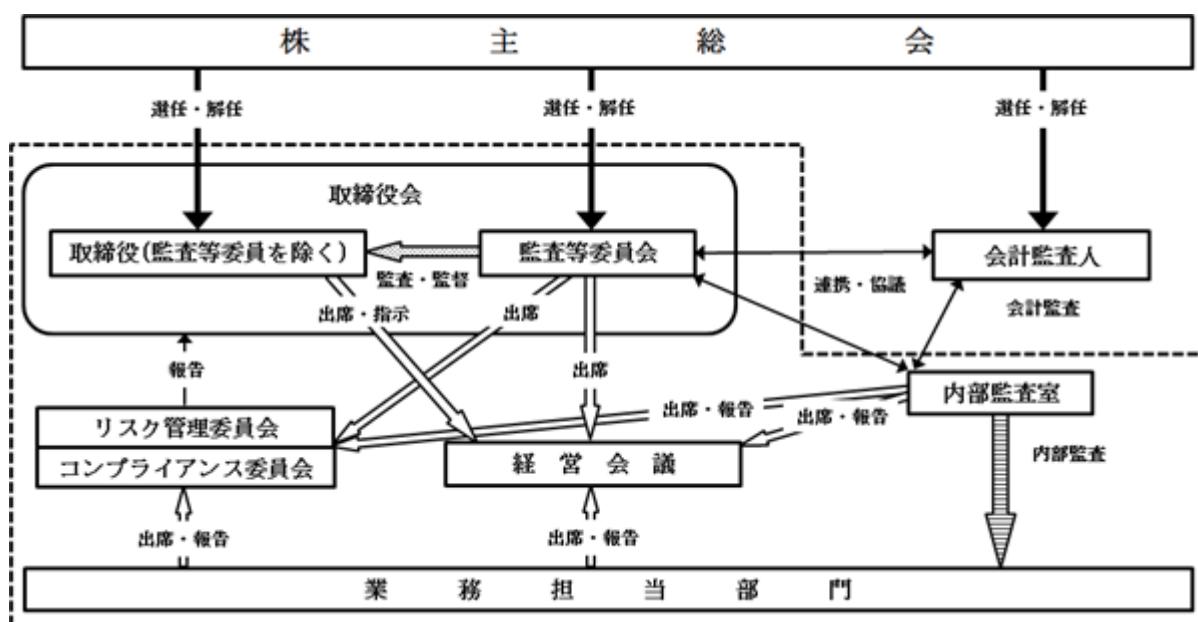 株主総会
選任・解任
選任・解任
選任・解任
取締役会
取締役(監査等委員を除く)
監査等委員会
会計監査人
監査・監督
連携・協議
会計監査
出席・指示
出席
報告
出席
内部監査室
出席・報告
出席・報告
リスク管理委員会
コンプライアンス委員会
経営会議
内部監査
出席・報告
出席・報告
業務担当部門